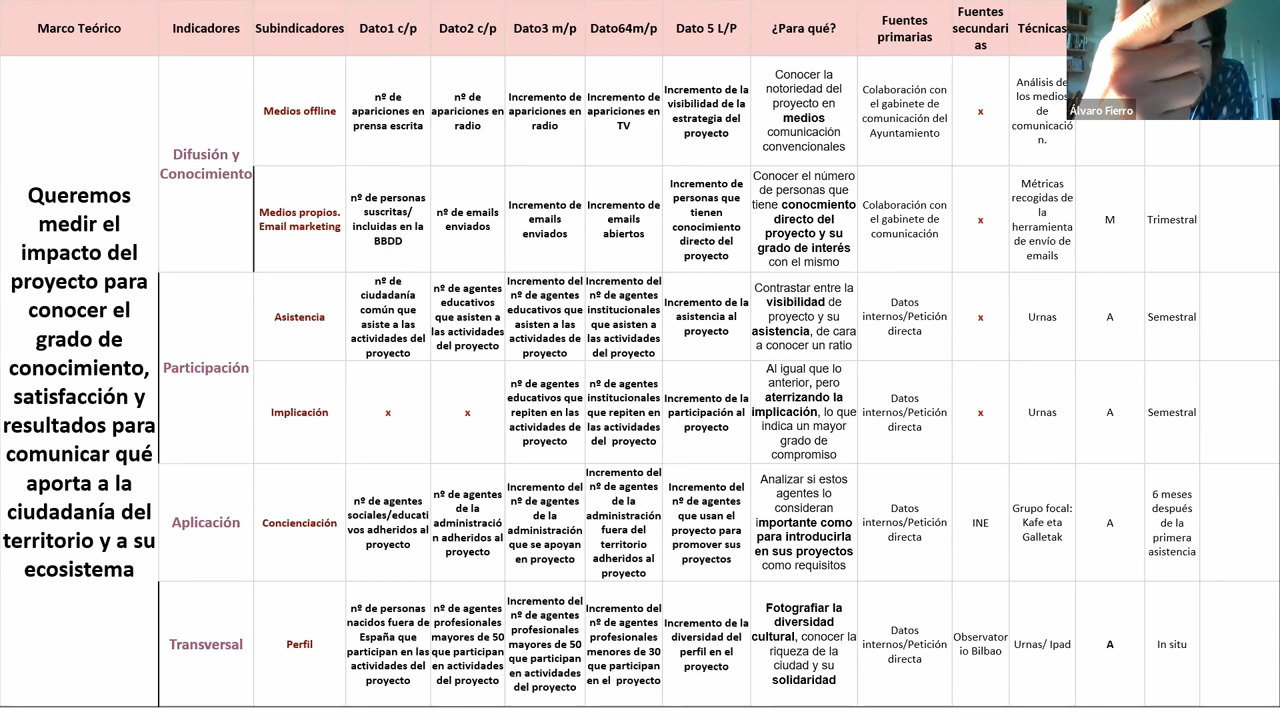 Marco Teórico
Indicadores
Subindicadores
Dato1 c/p
Dato2 c/p
Dato3 m/p
Dato64m/p
Dato 5 L/P
¿Para qué?
Fuentes
primarias
Fuentes
secundari
as
Técnicas
Álvaro Fierro
Queremos
medir el
impacto del
proyecto para
conocer el
grado de
conocimiento,
satisfacción y
resultados para
comunicar qué
aporta a la
ciudadanía del
territorio y a su
ecosistema
Difusión y
Conocimiento
Medios offline
nº de
apariciones en
prensa escrita
nº de
apariciones en
radio
Incremento de
apariciones en
radio
Incremento de
apariciones en
TV
Incremento de la
visibilidad de la
estrategia del
proyecto
Conocer la
notoriedad del
proyecto en
medios
comunicación
convencionales
Colaboración con
el gabinete de
comunicación del
Ayuntamiento
x
Análisis de
los medios
de
comunicació
n.
Medios propios.
Email marketing
nº de personas
suscritas/
incluidas en la
BBDD
nº de emails
enviados
Incremento de
emails
enviados
Incremento de
emails
abiertos
Incremento de
personas que
tienen
conocimiento
directo del
proyecto
Conocer el número
de personas que
tiene conocmiento
directo del
proyecto y su
grado de interés
con el mismo
Colaboración con
el gabinete de
comunicación
x
Métricas
recogidas de
la
herramienta
de envío de
emails
M
Trimestral
Participación
Asistencia
nº de
ciudadanía
común que
asiste a las
actividades del
proyecto
nº de agentes
educativos
que asisten a
las actividades
del proyecto
Incremento del
nº de agentes
educativos que
asisten a las
actividades de
proyecto
Incremento del
nº de agentes
institucionales
que asisten a
las actividades
del proyecto
Incremento de la
asistencia al
proyecto
Contrastar entre la
visibilidad de
proyecto y su
asistencia, de cara
a conocer un ratio
Datos
internos/Petición
directa
x
Urnas
A
Semestral
Implicación
x
x
nº de agentes
educativos que
repiten en las
actividades de
proyecto
nº de agentes
institucionales
que repiten en
las actividades
del proyecto
Incremento de la
participación al
proyecto
Al igual que lo
anterior, pero
aterrizando la
implicación, lo que
indica un mayor
grado de
compromiso
Datos
internos/Petición
directa
x
Urnas
A
Semestral
Aplicación
Concienciación
nº de agentes
sociales/educati
vos adheridos al
proyecto
nº de agentes
de la
administració
n adheridos al
proyecto
Incremento del
nº de agentes
de la
administración
que se apoyan
en proyecto
Incremento del
nº de agentes
de la
administración
fuera del
territorio
adheridos al
proyecto
Incremento del
nº de agentes
que usan el
proyecto para
promover sus
proyectos
Analizar si estos
agentes lo
consideran
importante como
para introducirla
en sus proyectos
como requisitos
Datos
internos/Petición
directa
INE
Grupo focal:
Kafe eta
Galletak
A
6 meses
después
de la
primera
asistencia
Transversal
Perfil
nº de personas
nacidos fuera de
España que
participan en las
actividades del
proyecto
nº de agentes
profesionales
mayores de 50
que participan
en actividades
del proyecto
Incremento del
nº de agentes
profesionales
mayores de 50
que participan
en actividades
del proyecto
Incremento del
nº de agentes
profesionales
menores de 30
que participan
en el proyecto
Incremento de la
diversidad del
perfil en el
proyecto
Fotografiar la
diversidad
cultural, conocer la
riqueza de la
ciudad y su
solidaridad
Datos
internos/Petición
directa
Observator
io Bilbao
Urnas/ Ipad
A
In situ